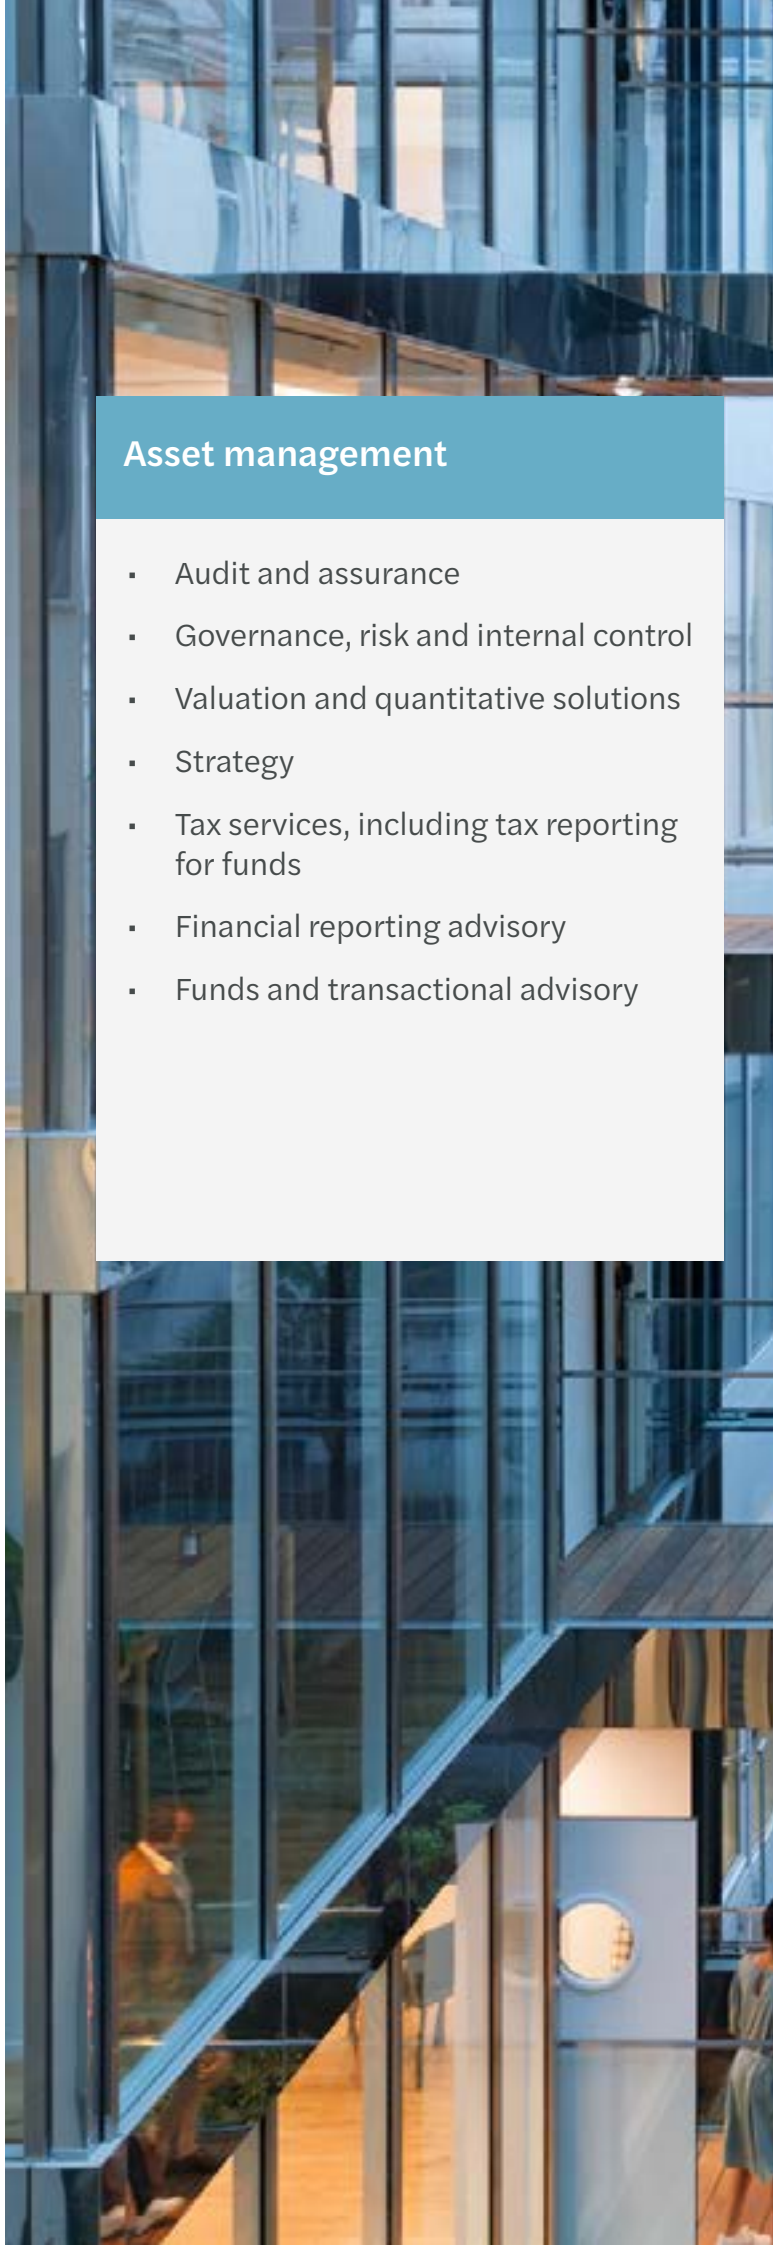 Asset management
▪ Audit and assurance
▪ Governance, risk and internal control
▪ Valuation and quantitative solutions
▪ Strategy
▪ Tax services, including tax reporting
for funds
▪ Financial reporting advisory
▪ Funds and transactional advisory